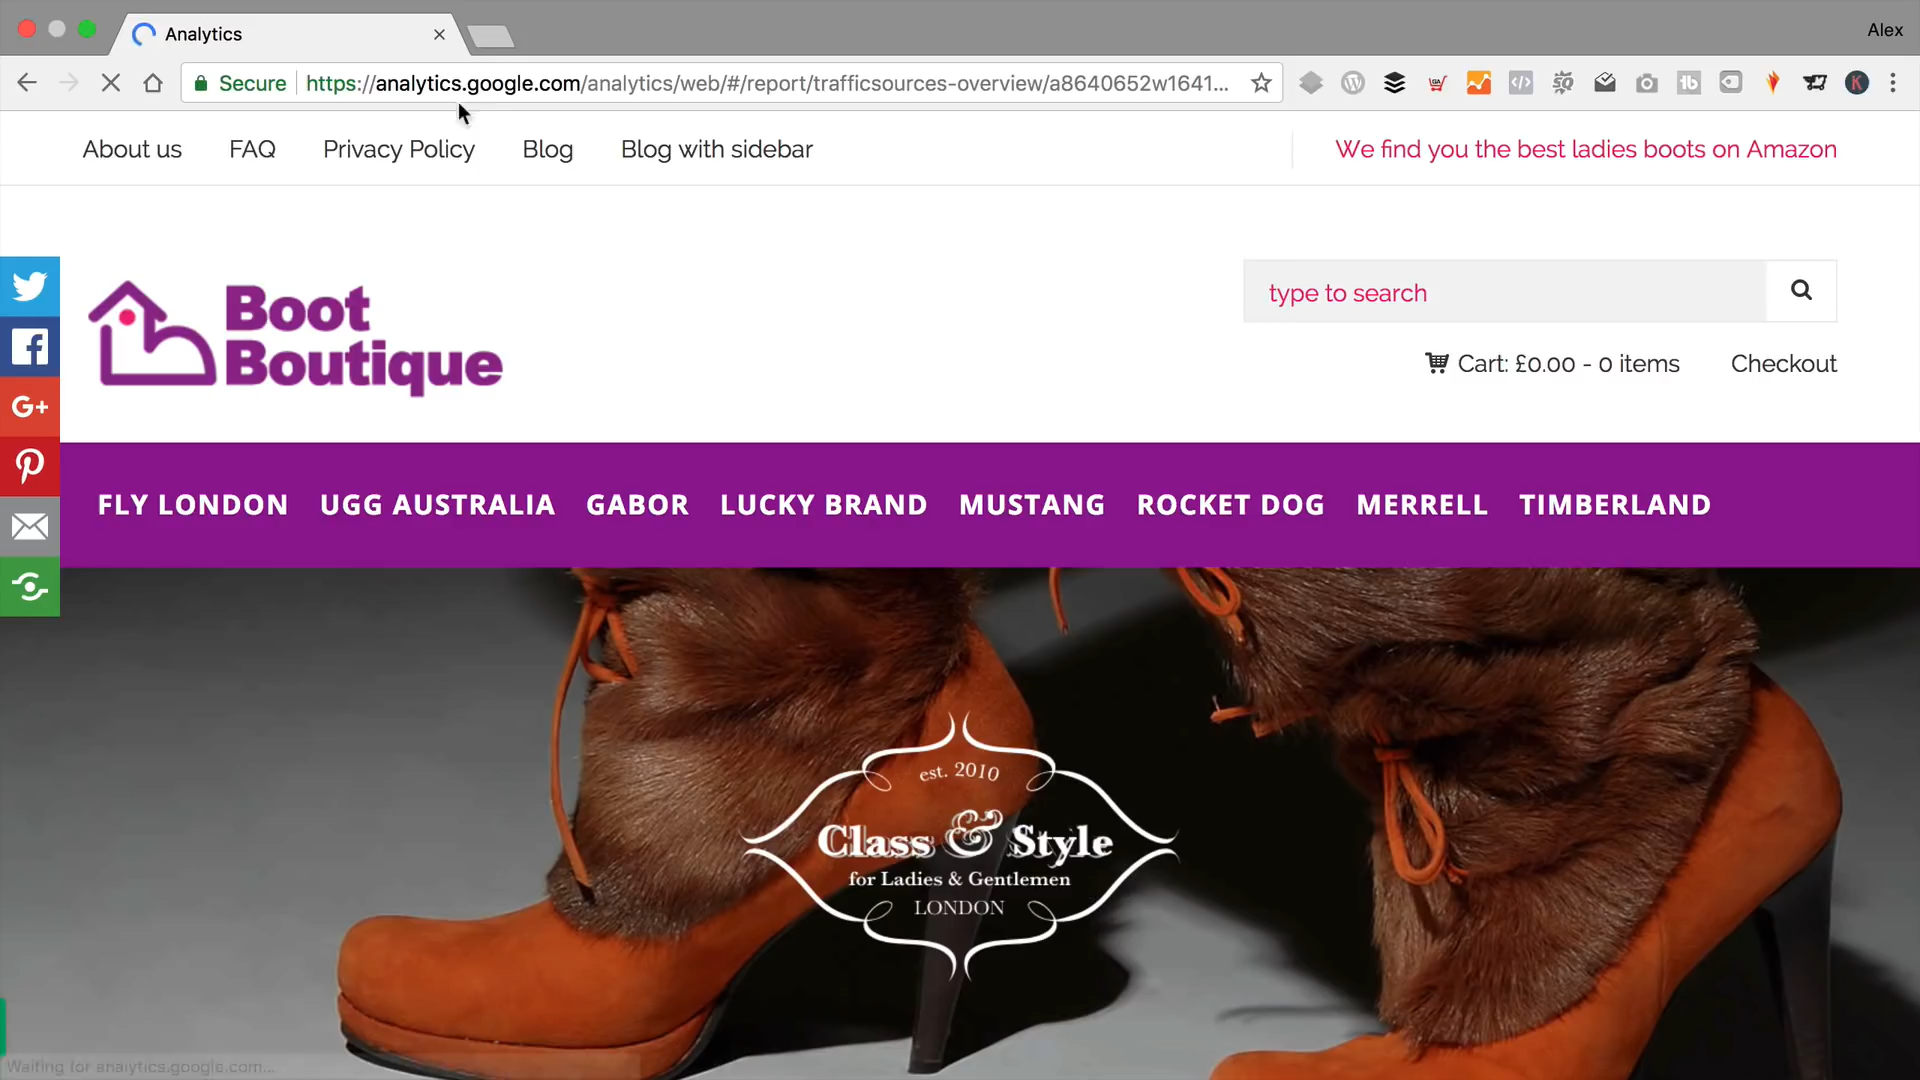 Analytics
Alex
Secure
https://analytics.google.com/analytics/web/#/report/trafficsources-overview/a8640652w1641...
About us FAQ Privacy Policy Blog Blog with sidebar
We find you the best ladies boots on Amazon
Boot
Boutique
type to search
Cart: £0.00 - 0 items Checkout
FLY LONDON UGG AUSTRALIA GABOR LUCKY BRAND MUSTANG ROCKET DOG MERRELL TIMBERLAND
est. 2010
Class & Style
for Ladies & Gentlemen
LONDON
Waiting for analytics.google.com...